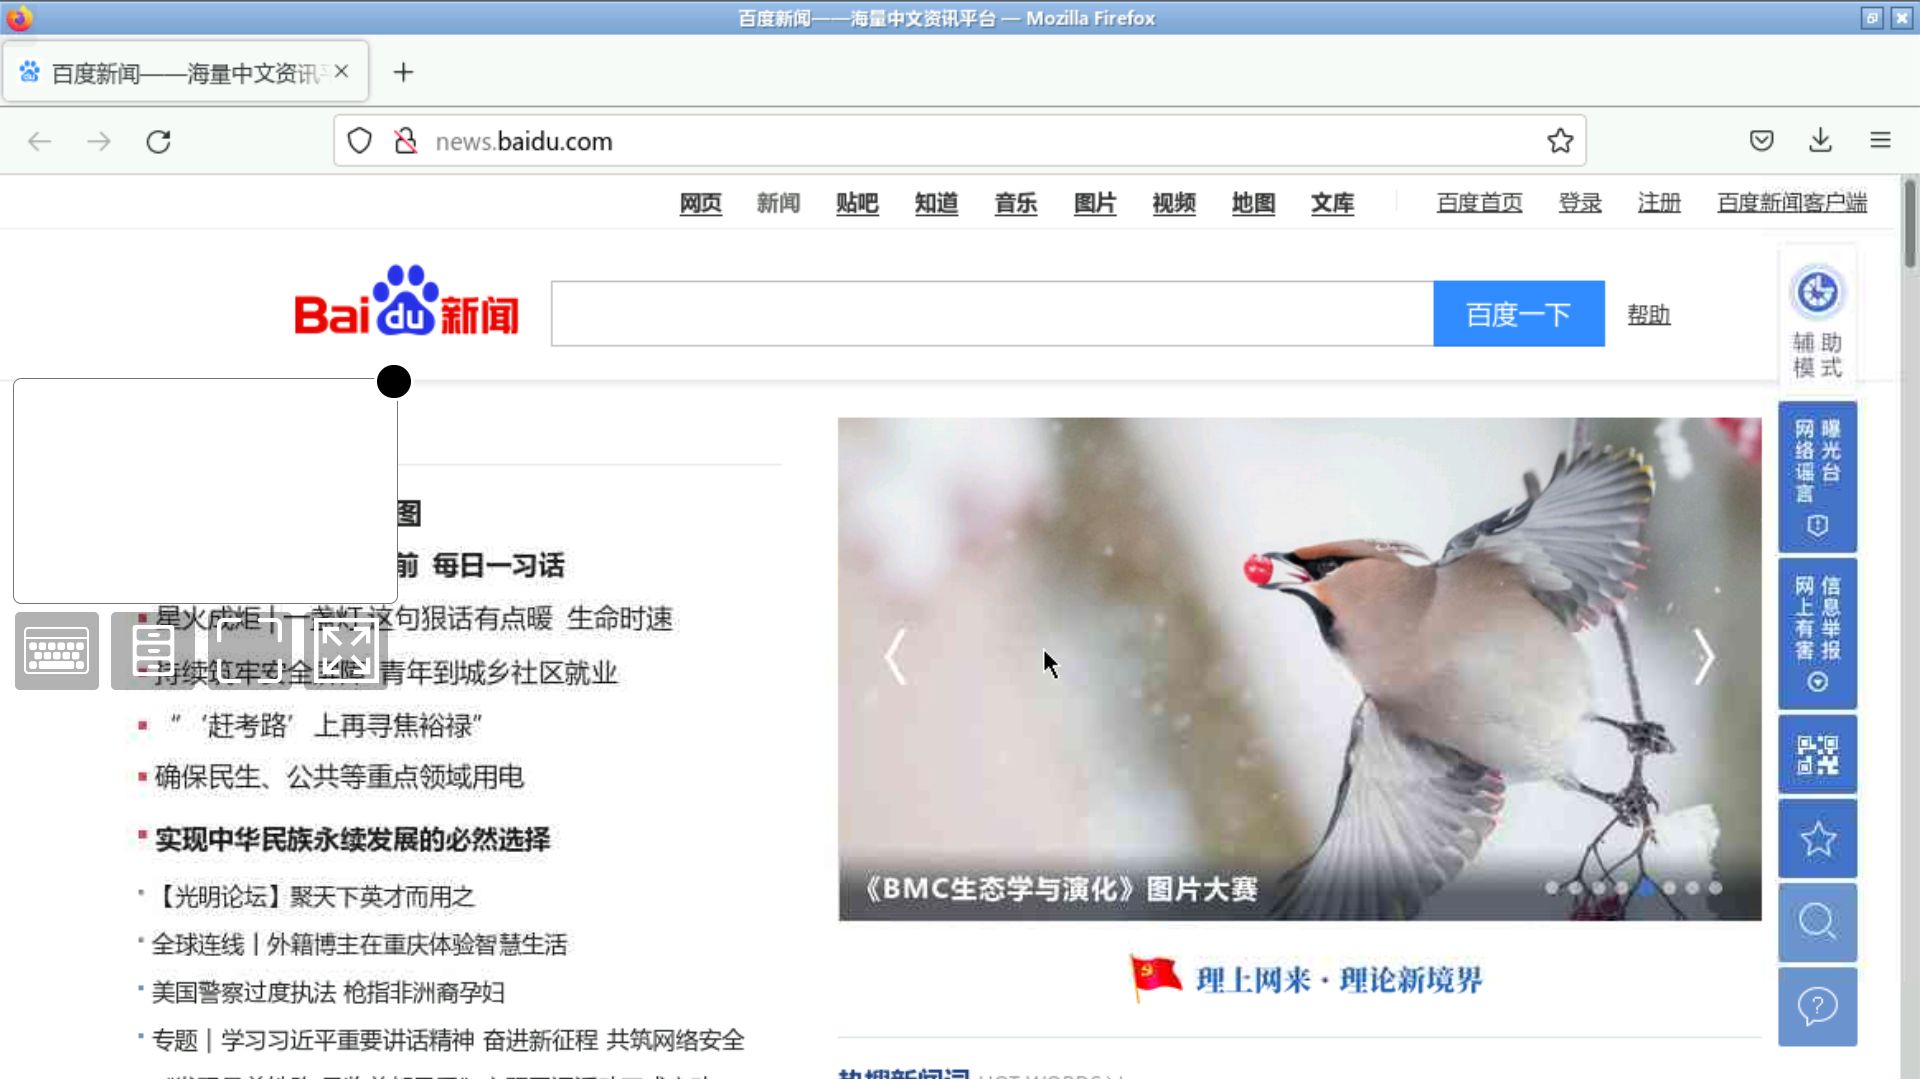 百度新闻——海量中文资讯平台 — Mozilla Firefox
百度新闻——海量中文资讯
news.baidu.com
网页 新闻 贴吧 知道 音乐 图片 视频 地图 文库 百度首页 登录 注册 百度新闻客户端
Bai du 新闻
百度一下
帮助
辅助
模式
网络谣言
曝光台
网上有害
信息举报
图
前 每日一习话
星火成炬 | 一盏灯 这句狠话有点暖 生命时速
持续筑牢安全屏障 青年到城乡社区就业
“‘赶考路’上再寻焦裕禄”
确保民生、公共等重点领域用电
实现中华民族永续发展的必然选择
【光明论坛】聚天下英才而用之
全球连线 | 外籍博主在重庆体验智慧生活
美国警察过度执法 枪指非洲裔孕妇
专题 | 学习习近平重要讲话精神 奋进新征程 共筑网络安全
《BMC生态学与演化》图片大赛
理上网来·理论新境界
热搜新闻词 HOT WORDS